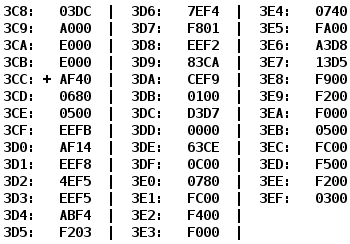 3C8:   03DC  |  3D6:   7EF4  |  3E4:   0740
3C9:   A000  |  3D7:   F801  |  3E5:   FA00
3CA:   E000  |  3D8:   EEF2  |  3E6:   A3D8
3CB:   E000  |  3D9:   83CA  |  3E7:   13D5
3CC: + AF40  |  3DA:   CEF9  |  3E8:   F900
3CD:   0680  |  3DB:   0100  |  3E9:   F200
3CE:   0500  |  3DC:   D3D7  |  3EA:   F000
3CF:   EEFB  |  3DD:   0000  |  3EB:   0500
3D0:   AF14  |  3DE:   63CE  |  3EC:   FC00
3D1:   EEF8  |  3DF:   0C00  |  3ED:   F500
3D2:   4EF5  |  3E0:   0780  |  3EE:   F200
3D3:   EEF5  |  3E1:   FC00  |  3EF:   0300
3D4:   ABF4  |  3E2:   F400  |
3D5:   F203  |  3E3:   F000  |